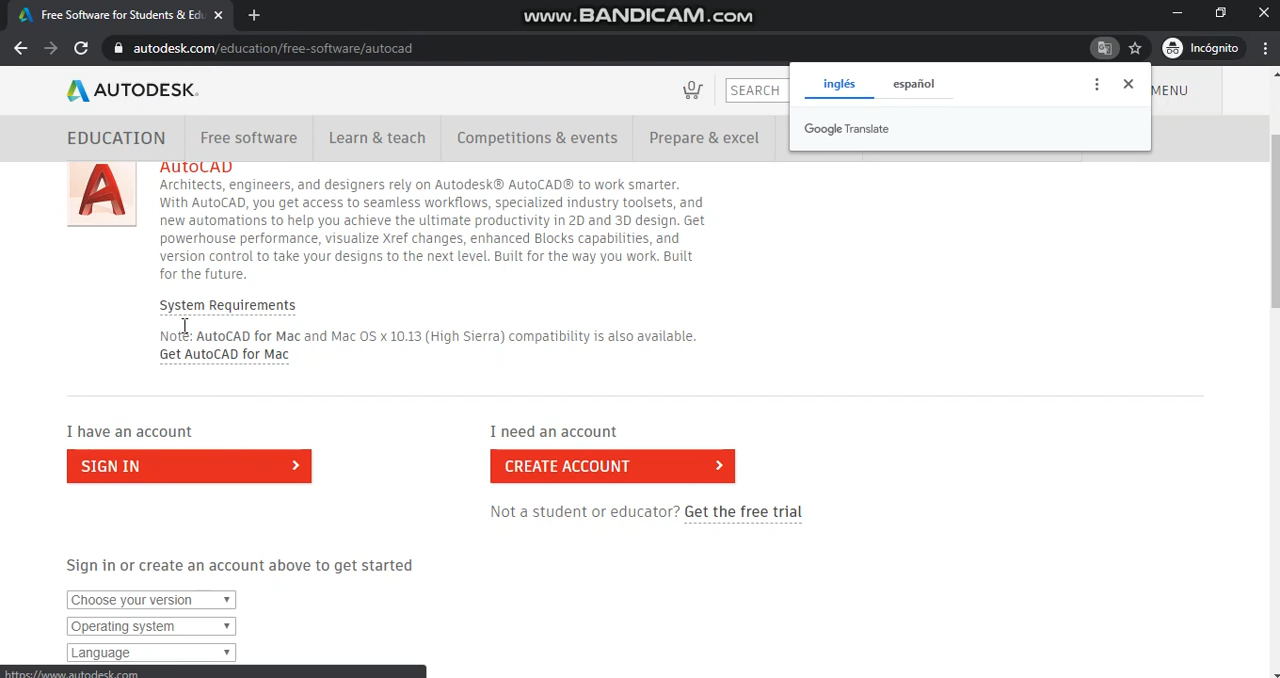 Free Software for Students & Edu
www.BANDICAM.com
autodesk.com/education/free-software/autocad
Incógnito
AUTODESK.
0
SEARCH
MENU
inglés
español
Google Translate
EDUCATION
Free software
Learn & teach
Competitions & events
Prepare & excel
AutoCAD
Architects, engineers, and designers rely on Autodesk® AutoCAD® to work smarter.
With AutoCAD, you get access to seamless workflows, specialized industry toolsets, and
new automations to help you achieve the ultimate productivity in 2D and 3D design. Get
powerhouse performance, visualize Xref changes, enhanced Blocks capabilities, and
version control to take your designs to the next level. Built for the way you work. Built
for the future.
System Requirements
Note: AutoCAD for Mac and Mac OS x 10.13 (High Sierra) compatibility is also available.
Get AutoCAD for Mac
I have an account
I need an account
SIGN IN
CREATE ACCOUNT
Not a student or educator? Get the free trial
Sign in or create an account above to get started
Choose your version
Operating system
Language
https://www.autodesk.com